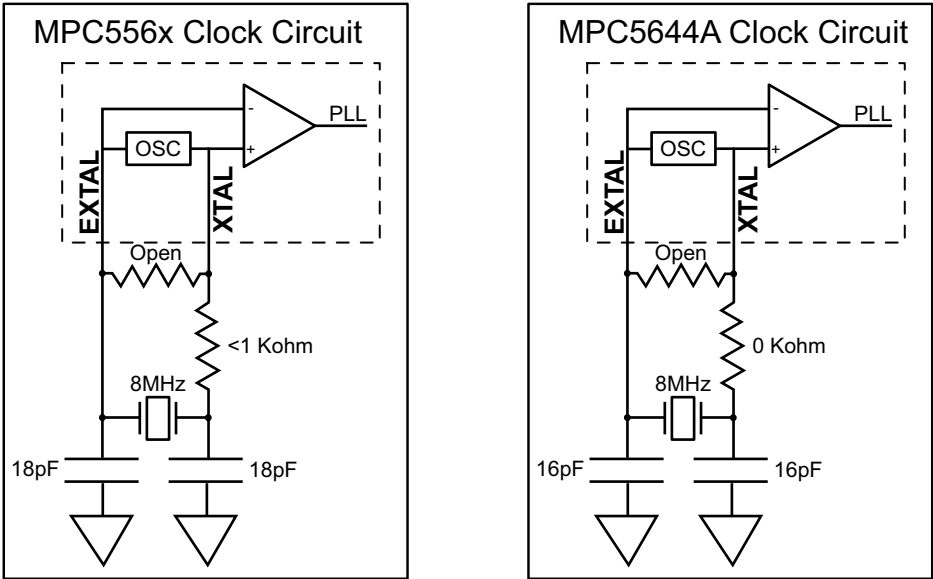 MPC556x Clock Circuit
-
PLL
OSC
+
EXTAL
XTAL
Open
<1 Kohm
8MHz
18pF
18pF
MPC5644A Clock Circuit
-
PLL
OSC
+
EXTAL
XTAL
Open
0 Kohm
8MHz
16pF
16pF